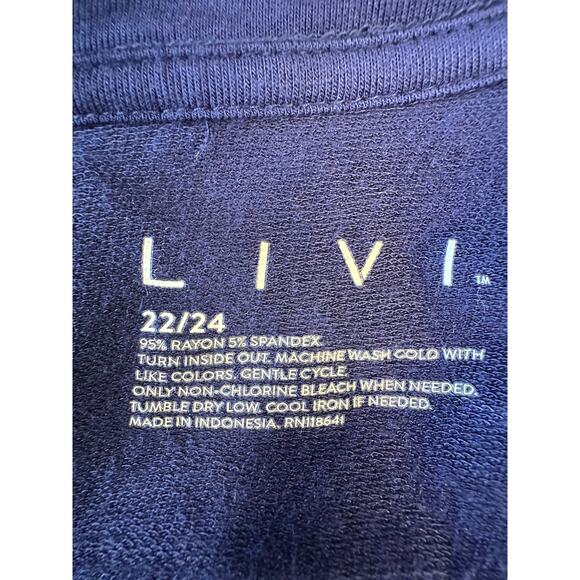 LIVI™
22/24
95% RAYON 5% SPANDEX
TURN INSIDE OUT. MACHINE WASH COLD WITH
LIKE COLORS. GENTLE CYCLE.
ONLY NON-CHLORINE BLEACH WHEN NEEDED.
TUMBLE DRY LOW. COOL IRON IF NEEDED.
MADE IN INDONESIA. RN118641